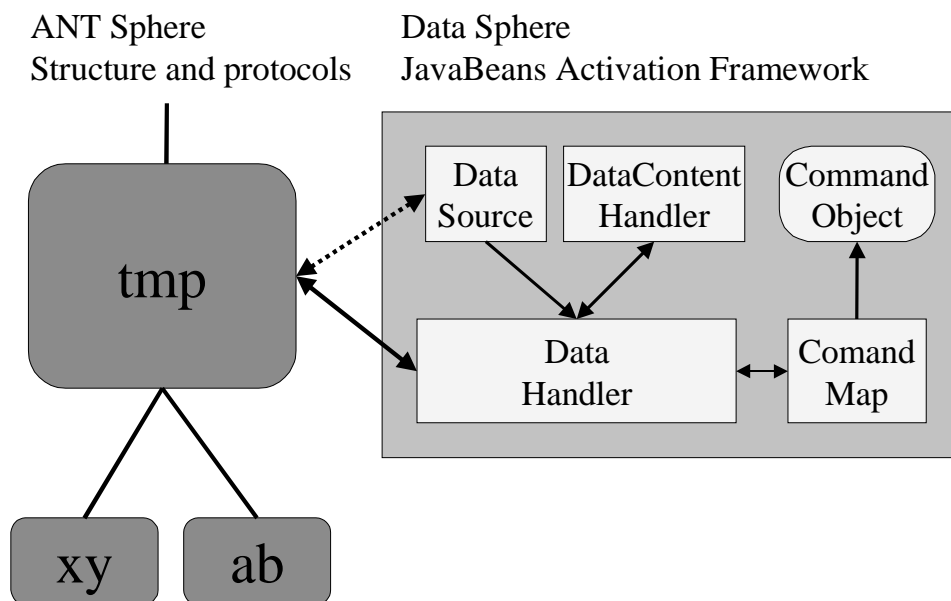 ANT Sphere
Structure and protocols
Data Sphere
JavaBeans Activation Framework
tmp
xy
ab
Data
Source
DataContent
Handler
Command
Object
Data
Handler
Comand
Map